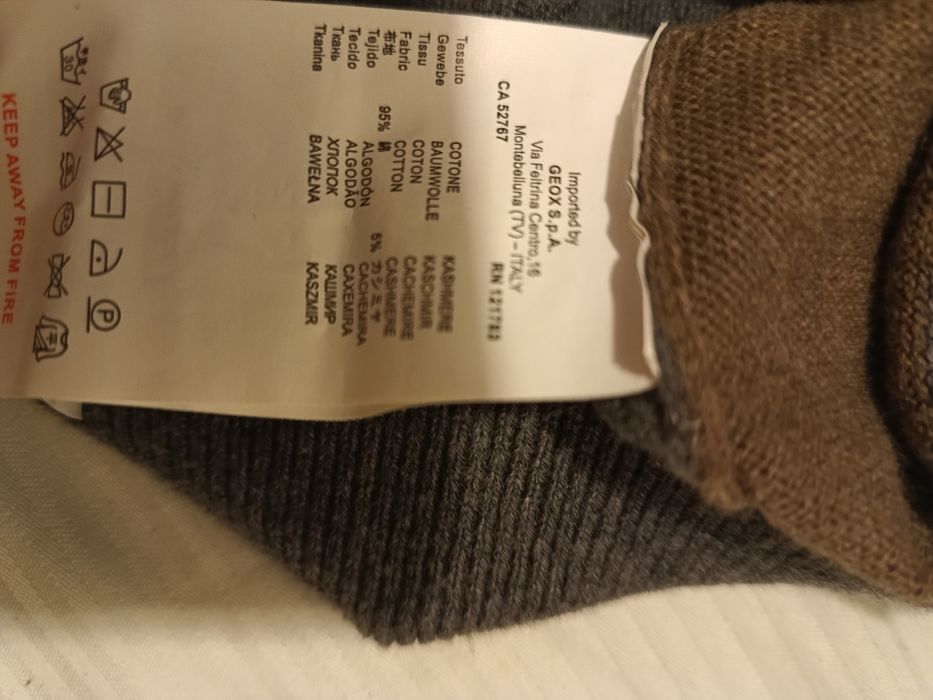 Imported by
GEOX S.p.A.
Via Feltrina Centro,16
Montebelluna (TV) – ITALY
CA 52767 RN 121783
Tessuto COTONE KASHMERE
Gewebe BAUMWOLLE KASCHMIR
Tissu COTON CACHEMIRE
Fabric COTTON CASHMERE
布地 95% 綿 5% カシミヤ
Tejido ALGODÓN CACHEMIRA
Tecido ALGODÃO CAXEMIRA
Ткань ХЛОПОК КАШМИР
Tkanina BAWEŁNA KASZMIR
P
30
KEEP AWAY FROM FIRE